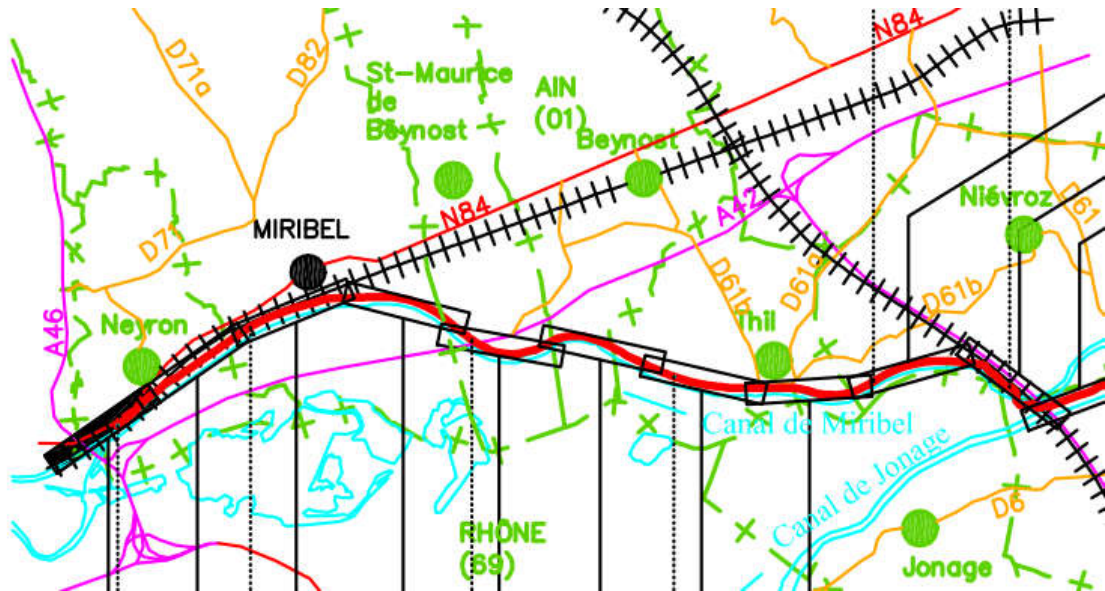 D71a
D82
N84
St-Maurice
de
Beynost
AIN
(01)
Beynost
A42
Niévroz
D61
N84
MIRIBEL
D71
D61a
D61b
D61b
A46
Neyron
Thil
Canal de Miribel
Canal de Jonage
RHÔNE
(69)
D6
Jonage